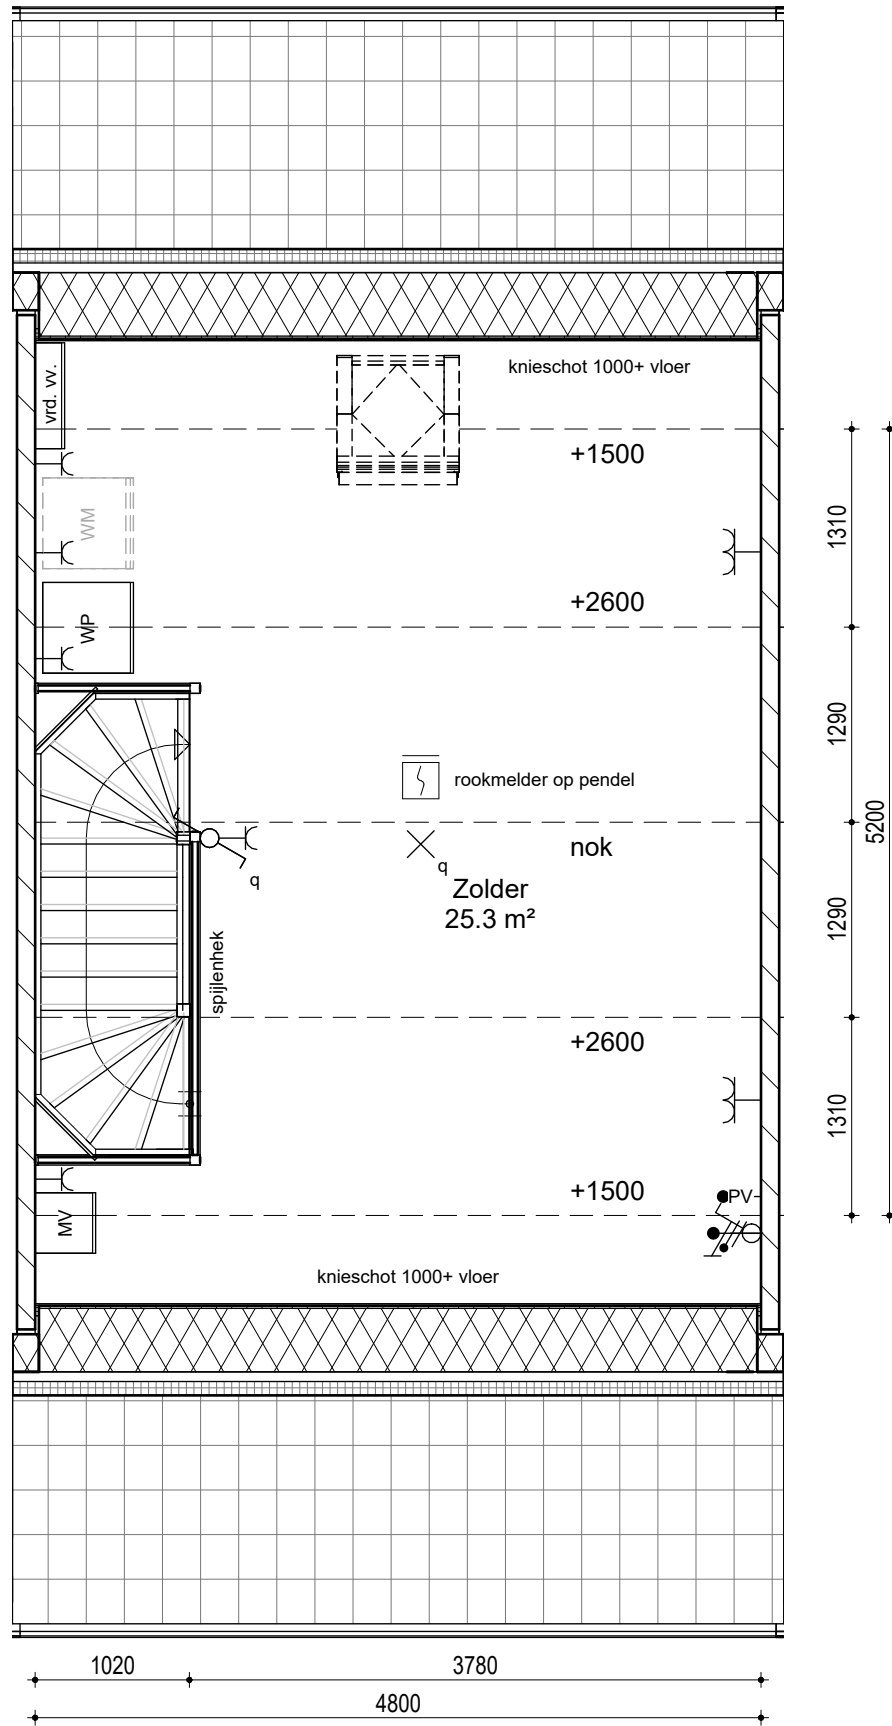 knieschot 1000+ vloer
vrd. vv.
+1500
WM
1310
+2600
WP
1290
rookmelder op pendel
5200
nok
q
q
Zolder
25.3 m²
1290
spijlenhek
+2600
1310
+1500
PV
MV
knieschot 1000+ vloer
1020
3780
4800